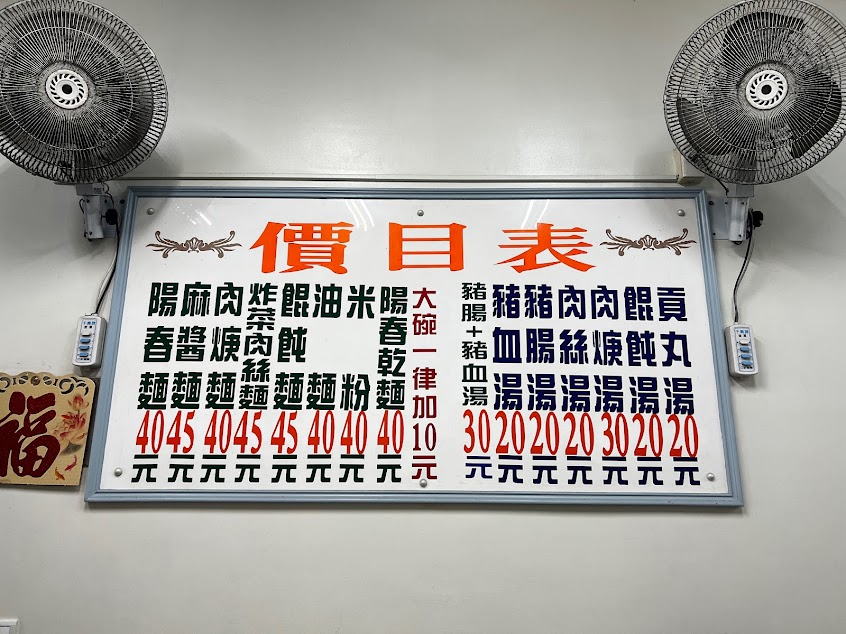 價目表
陽春麵40元
麻醬麵45元
肉焿麵40元
炸菜肉絲麵45元
餛飩麵45元
油麵40元
米粉40元
陽春乾麵40元
大碗一律加10元
豬腸+豬血湯30元
豬血湯20元
豬腸湯20元
肉絲湯20元
肉焿湯30元
餛飩湯20元
貢丸湯20元
福